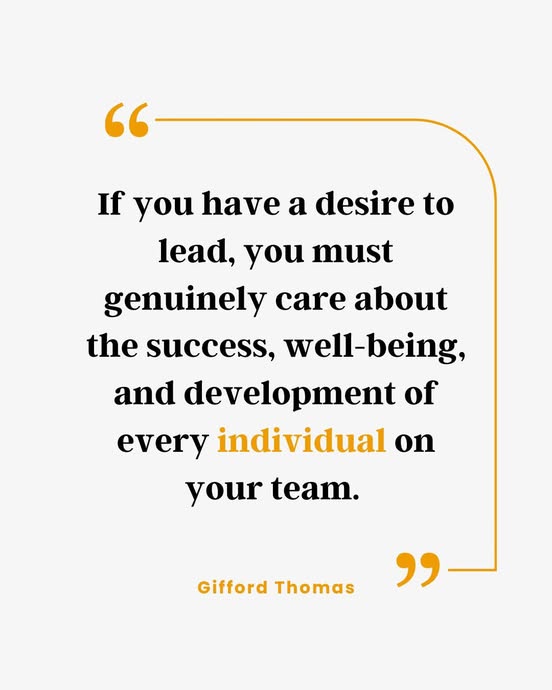 “
If you have a desire to
lead, you must
genuinely care about
the success, well-being,
and development of
every individual on
your team.
”
Gifford Thomas